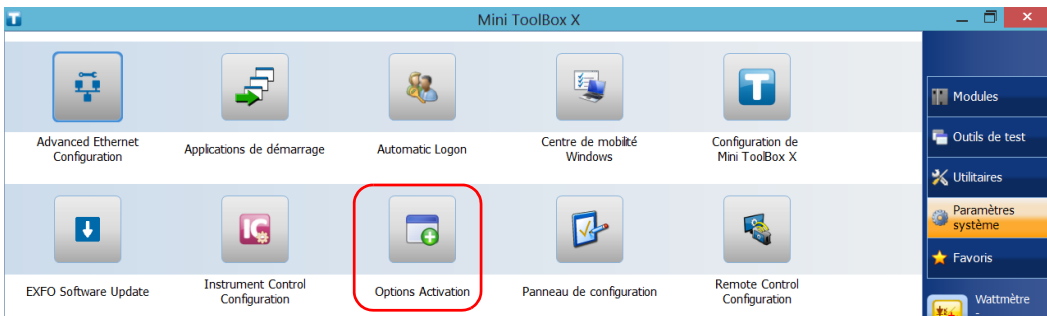 Mini ToolBox X
Advanced Ethernet
Configuration
Applications de démarrage
Automatic Logon
Centre de mobilité
Windows
Configuration de
Mini ToolBox X
EXFO Software Update
Instrument Control
Configuration
Options Activation
Panneau de configuration
Remote Control
Configuration
Modules
Outils de test
Utilitaires
Paramètres
système
Favoris
Wattmètre
-